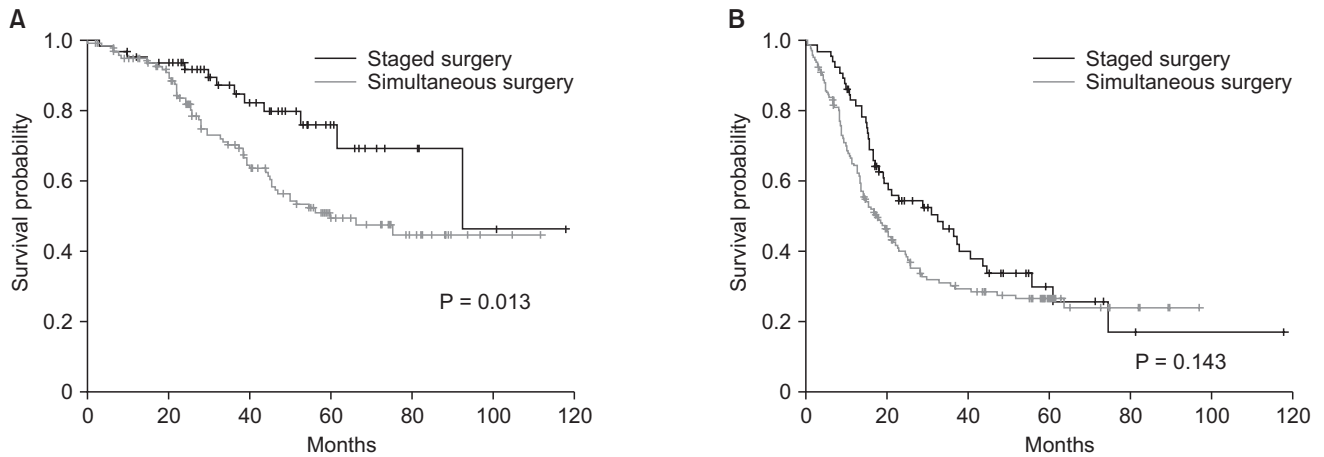 A
1.0
0.8
0.6
0.4
0.2
0
0 20 40 60 80 100 120
Survival probability
Months
Staged surgery
Simultaneous surgery
P = 0.013
B
1.0
0.8
0.6
0.4
0.2
0
0 20 40 60 80 100 120
Survival probability
Months
Staged surgery
Simultaneous surgery
P = 0.143